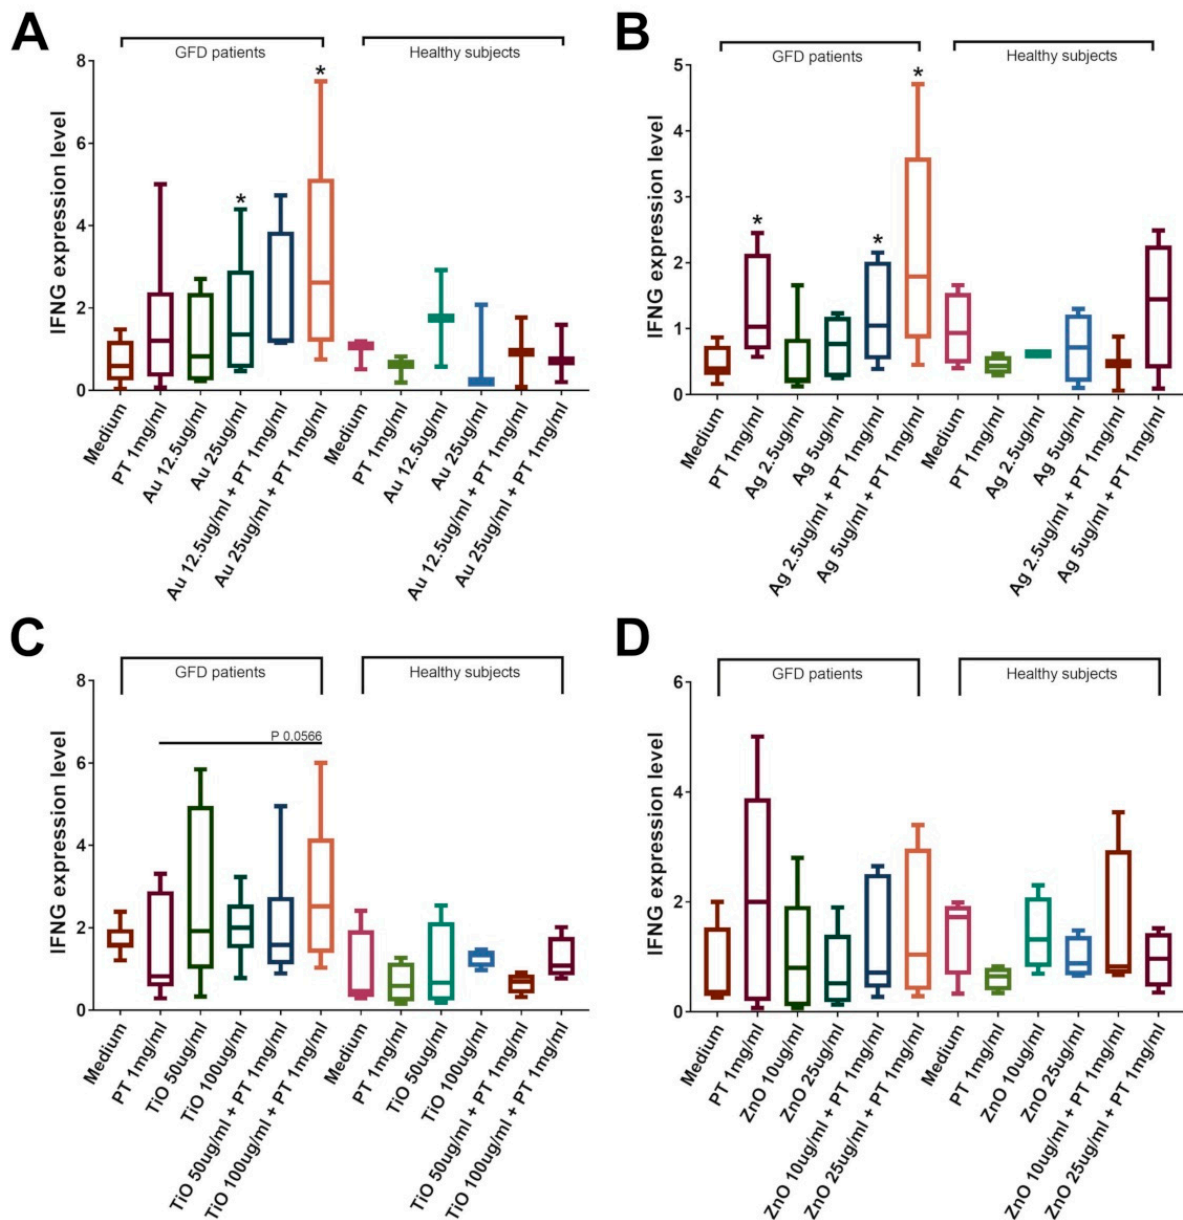 A
GFD patients
Healthy subjects
IFNG expression level
8
6
4
2
0
*
*
Medium
PT 1mg/ml
Au 12.5ug/ml
Au 25ug/ml
Au 12.5ug/ml + PT 1mg/ml
Au 25ug/ml + PT 1mg/ml
Medium
PT 1mg/ml
Au 12.5ug/ml
Au 25ug/ml
Au 12.5ug/ml + PT 1mg/ml
Au 25ug/ml + PT 1mg/ml
B
GFD patients
Healthy subjects
IFNG expression level
5
4
3
2
1
0
*
*
*
Medium
PT 1mg/ml
Ag 2.5ug/ml
Ag 5ug/ml
Ag 2.5ug/ml + PT 1mg/ml
Ag 5ug/ml + PT 1mg/ml
Medium
PT 1mg/ml
Ag 2.5ug/ml
Ag 5ug/ml
Ag 2.5ug/ml + PT 1mg/ml
Ag 5ug/ml + PT 1mg/ml
C
GFD patients
Healthy subjects
IFNG expression level
8
6
4
2
0
P 0.0566
Medium
PT 1mg/ml
TiO 50ug/ml
TiO 100ug/ml
TiO 50ug/ml + PT 1mg/ml
TiO 100ug/ml + PT 1mg/ml
Medium
PT 1mg/ml
TiO 50ug/ml
TiO 100ug/ml
TiO 50ug/ml + PT 1mg/ml
TiO 100ug/ml + PT 1mg/ml
D
GFD patients
Healthy subjects
IFNG expression level
6
4
2
0
Medium
PT 1mg/ml
ZnO 10ug/ml
ZnO 25ug/ml
ZnO 10ug/ml + PT 1mg/ml
ZnO 25ug/ml + PT 1mg/ml
Medium
PT 1mg/ml
ZnO 10ug/ml
ZnO 25ug/ml
ZnO 10ug/ml + PT 1mg/ml
ZnO 25ug/ml + PT 1mg/ml